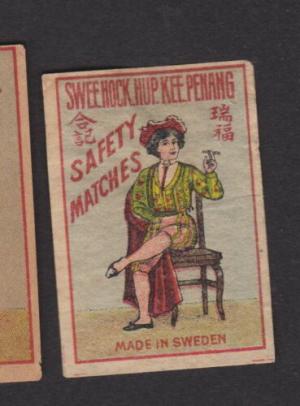 SWEE HOCK.HUP.KEE.PENANG
合記
瑞福
SAFETY
MATCHES
MADE IN SWEDEN